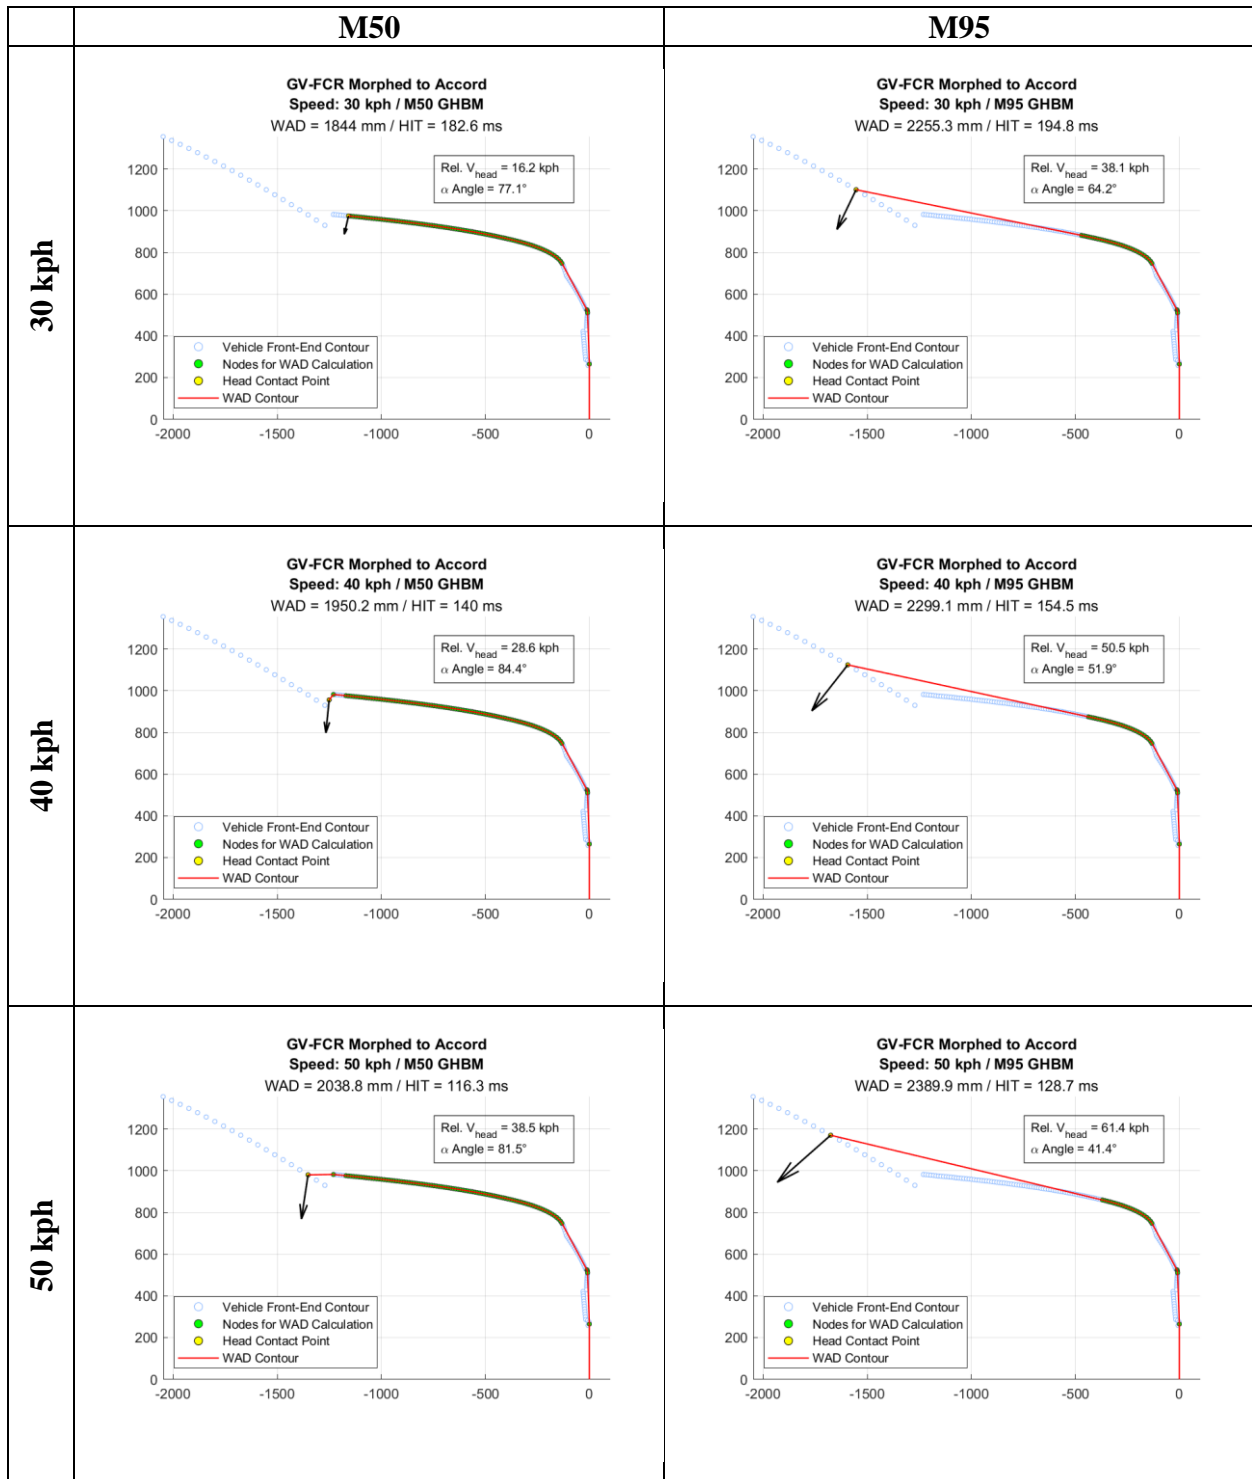 M50
M95
30 kph
GV-FCR Morphed to Accord
Speed: 30 kph / M50 GHBM
WAD = 1844 mm / HIT = 182.6 ms
Rel. V_head = 16.2 kph
α Angle = 77.1°
1200
1000
800
600
400
200
0
Vehicle Front-End Contour
Nodes for WAD Calculation
Head Contact Point
WAD Contour
-2000 -1500 -1000 -500 0
GV-FCR Morphed to Accord
Speed: 30 kph / M95 GHBM
WAD = 2255.3 mm / HIT = 194.8 ms
Rel. V_head = 38.1 kph
α Angle = 64.2°
1200
1000
800
600
400
200
0
Vehicle Front-End Contour
Nodes for WAD Calculation
Head Contact Point
WAD Contour
-2000 -1500 -1000 -500 0
40 kph
GV-FCR Morphed to Accord
Speed: 40 kph / M50 GHBM
WAD = 1950.2 mm / HIT = 140 ms
Rel. V_head = 28.6 kph
α Angle = 84.4°
1200
1000
800
600
400
200
0
Vehicle Front-End Contour
Nodes for WAD Calculation
Head Contact Point
WAD Contour
-2000 -1500 -1000 -500 0
GV-FCR Morphed to Accord
Speed: 40 kph / M95 GHBM
WAD = 2299.1 mm / HIT = 154.5 ms
Rel. V_head = 50.5 kph
α Angle = 51.9°
1200
1000
800
600
400
200
0
Vehicle Front-End Contour
Nodes for WAD Calculation
Head Contact Point
WAD Contour
-2000 -1500 -1000 -500 0
50 kph
GV-FCR Morphed to Accord
Speed: 50 kph / M50 GHBM
WAD = 2038.8 mm / HIT = 116.3 ms
Rel. V_head = 38.5 kph
α Angle = 81.5°
1200
1000
800
600
400
200
0
Vehicle Front-End Contour
Nodes for WAD Calculation
Head Contact Point
WAD Contour
-2000 -1500 -1000 -500 0
GV-FCR Morphed to Accord
Speed: 50 kph / M95 GHBM
WAD = 2389.9 mm / HIT = 128.7 ms
Rel. V_head = 61.4 kph
α Angle = 41.4°
1200
1000
800
600
400
200
0
Vehicle Front-End Contour
Nodes for WAD Calculation
Head Contact Point
WAD Contour
-2000 -1500 -1000 -500 0